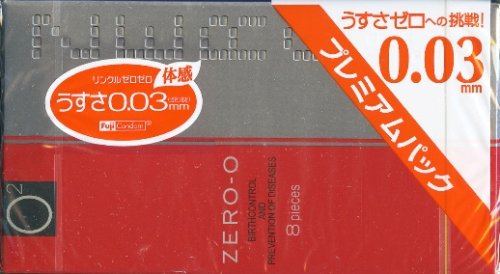 うすさゼロへの挑戦!
0.03
mm
プレミアムパック
リンクルゼロゼロ
体感
うすさ0.03mm
Fuji Condom®
O2
ZERO-O
BIRTHCONTROL
AND
PREVENTION OF DISEASES
8 pieces